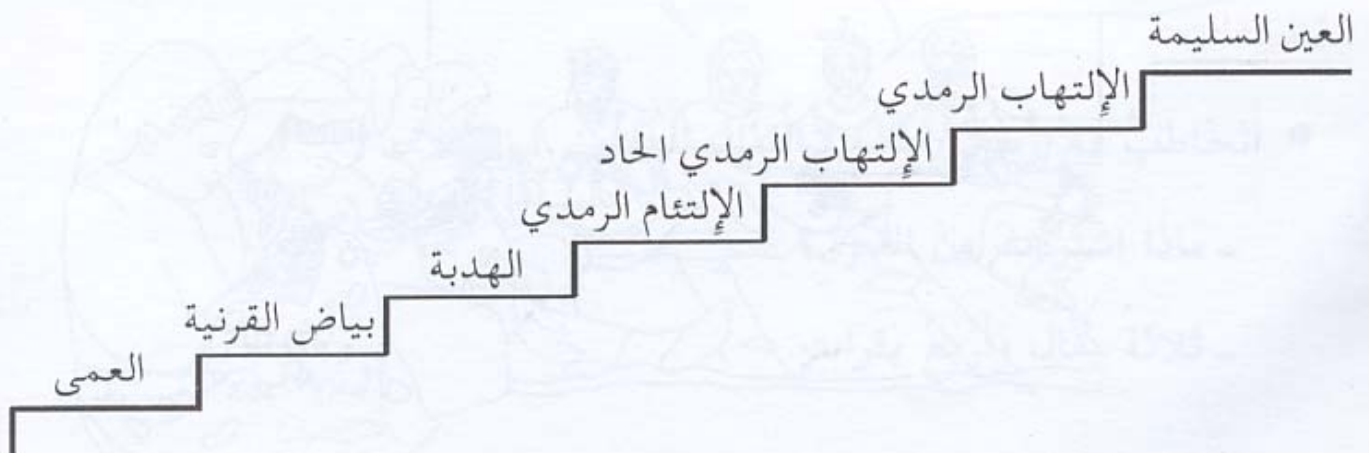 العين السليمة
الإلتهاب الرمدي
الإلتهاب الرمدي الحاد
الإلتئام الرمدي
الهدبة
بياض القرنية
العمى